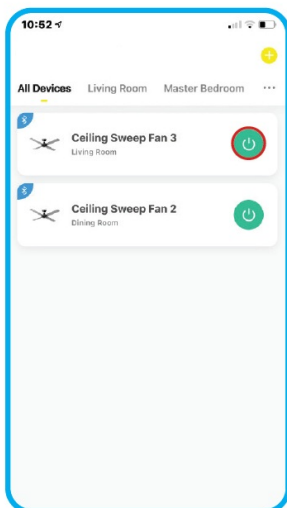 10:52
All Devices Living Room Master Bedroom ...
Ceiling Sweep Fan 3
Living Room
Ceiling Sweep Fan 2
Dining Room